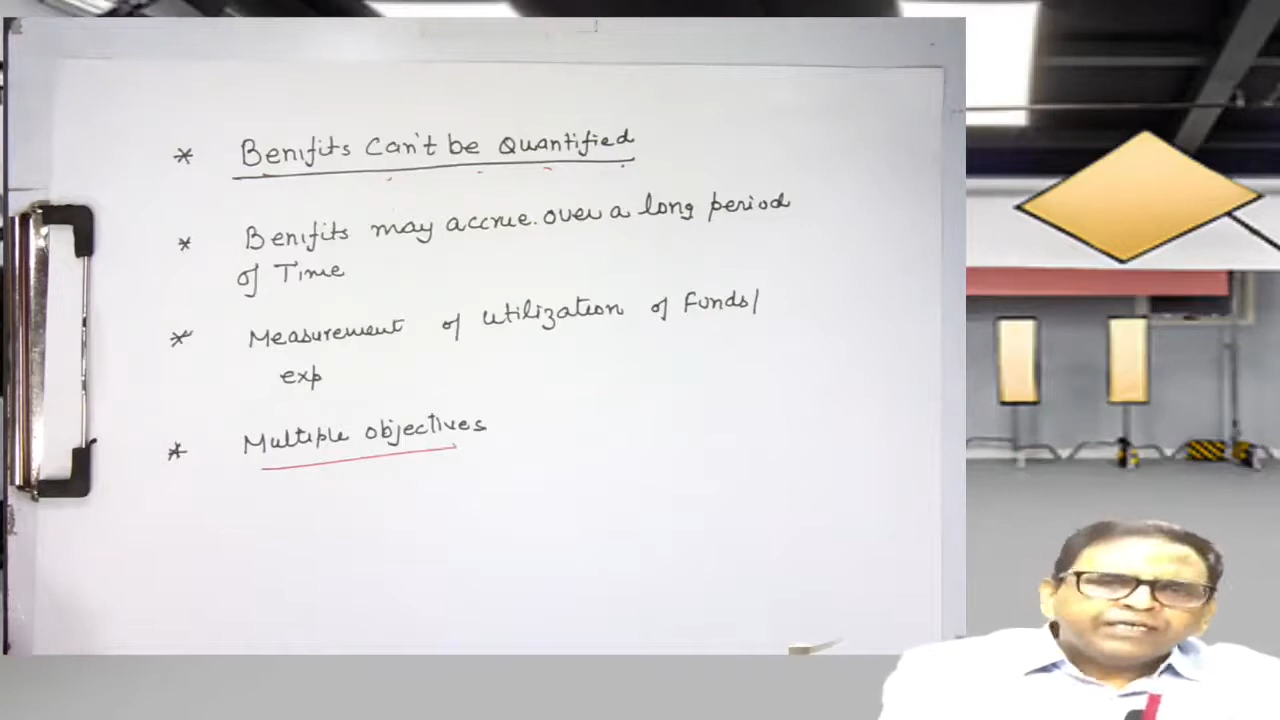 * Benifits Can't be Quantified
* Benifits may accrue. over a long period
of Time
* Measurement of utilization of Funds/
exp
* Multiple objectives